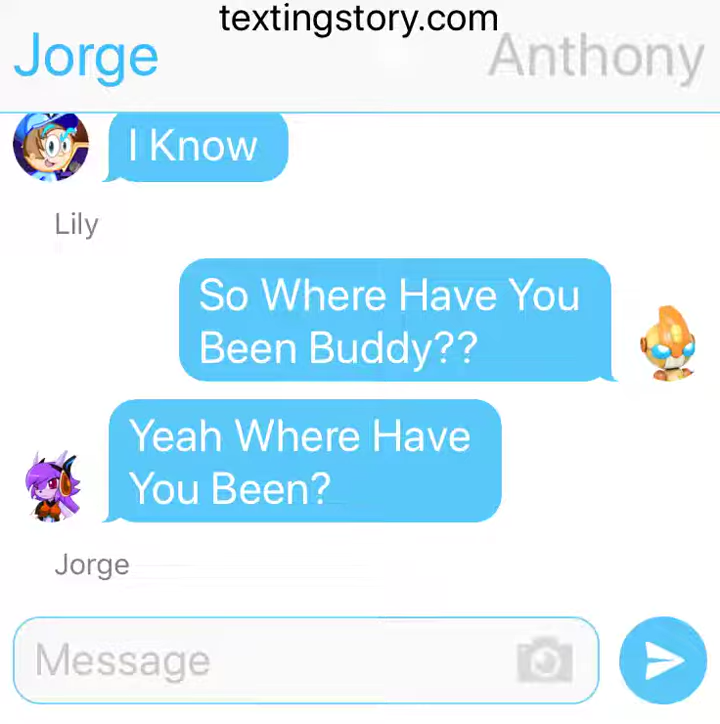 textingstory.com
Jorge
Anthony
I Know
Lily
So Where Have You
Been Buddy??
Yeah Where Have
You Been?
Jorge
Message